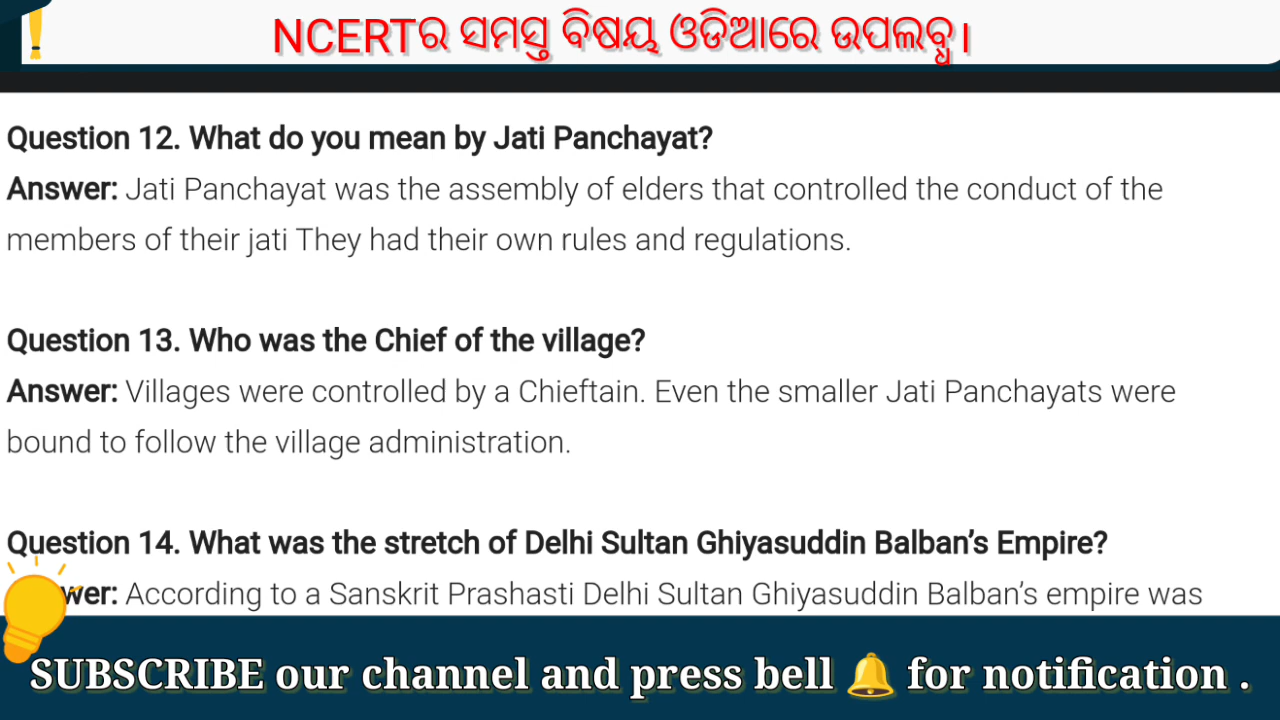 NCERTର ସମସ୍ତ ବିଷୟ ଓଡିଆରେ ଉପଲବ୍ଧ।
Question 12. What do you mean by Jati Panchayat?
Answer: Jati Panchayat was the assembly of elders that controlled the conduct of the
members of their jati They had their own rules and regulations.
Question 13. Who was the Chief of the village?
Answer: Villages were controlled by a Chieftain. Even the smaller Jati Panchayats were
bound to follow the village administration.
Question 14. What was the stretch of Delhi Sultan Ghiyasuddin Balban’s Empire?
wer: According to a Sanskrit Prashasti Delhi Sultan Ghiyasuddin Balban’s empire was
SUBSCRIBE our channel and press bell 🔔 for notification .